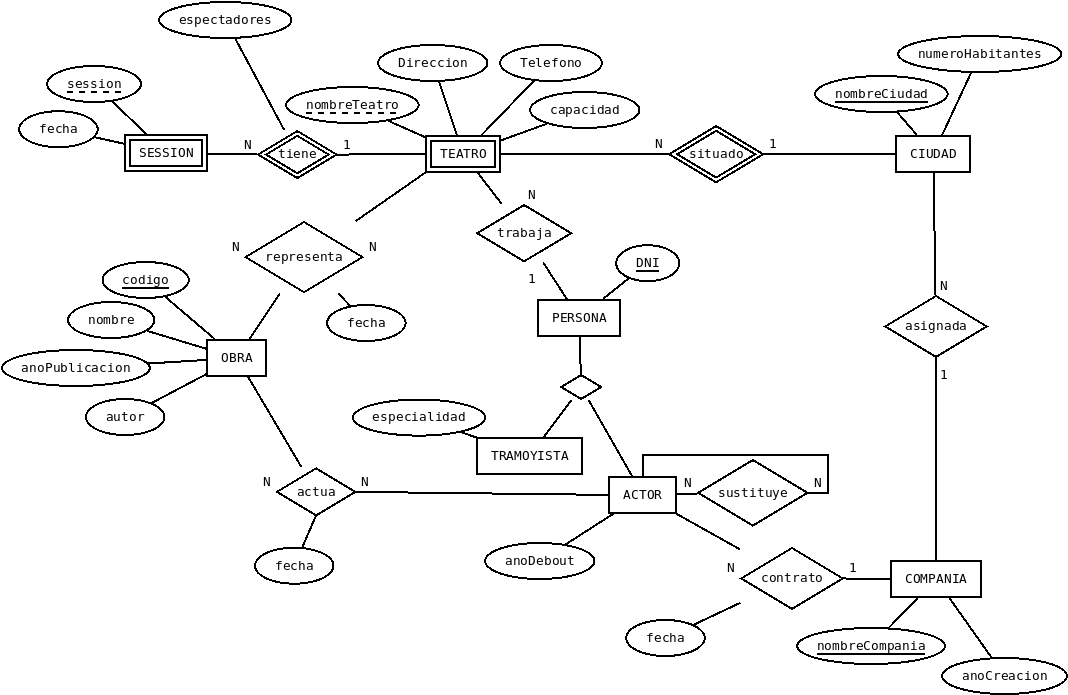 espectadores
numeroHabitantes
Direccion
Telefono
session
nombreCiudad
nombreTeatro
capacidad
fecha
N
1
N
1
SESSION
tiene
TEATRO
situado
CIUDAD
N
trabaja
N
N
representa
DNI
1
codigo
N
nombre
fecha
PERSONA
asignada
OBRA
anoPublicacion
1
autor
especialidad
TRAMOYISTA
N
N
N
N
actua
ACTOR
sustituye
anoDebout
fecha
N
1
contrato
COMPANIA
fecha
nombreCompania
anoCreacion